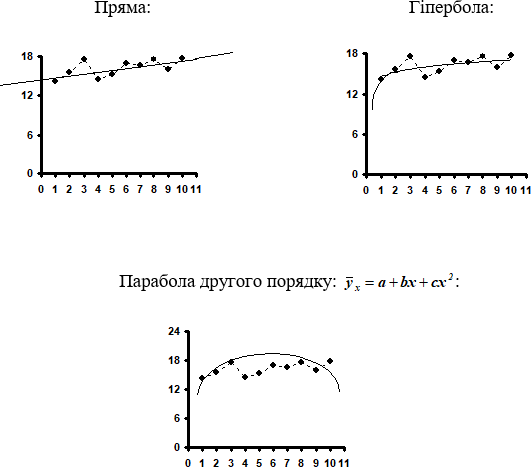 Пряма: Гіпербола:
18 18
12 12
6 6
0 0
0 1 2 3 4 5 6 7 8 9 10 11 0 1 2 3 4 5 6 7 8 9 10 11
Парабола другого порядку: ȳₓ = a + bx + cx²:
24
18
12
6
0
0 1 2 3 4 5 6 7 8 9 10 11